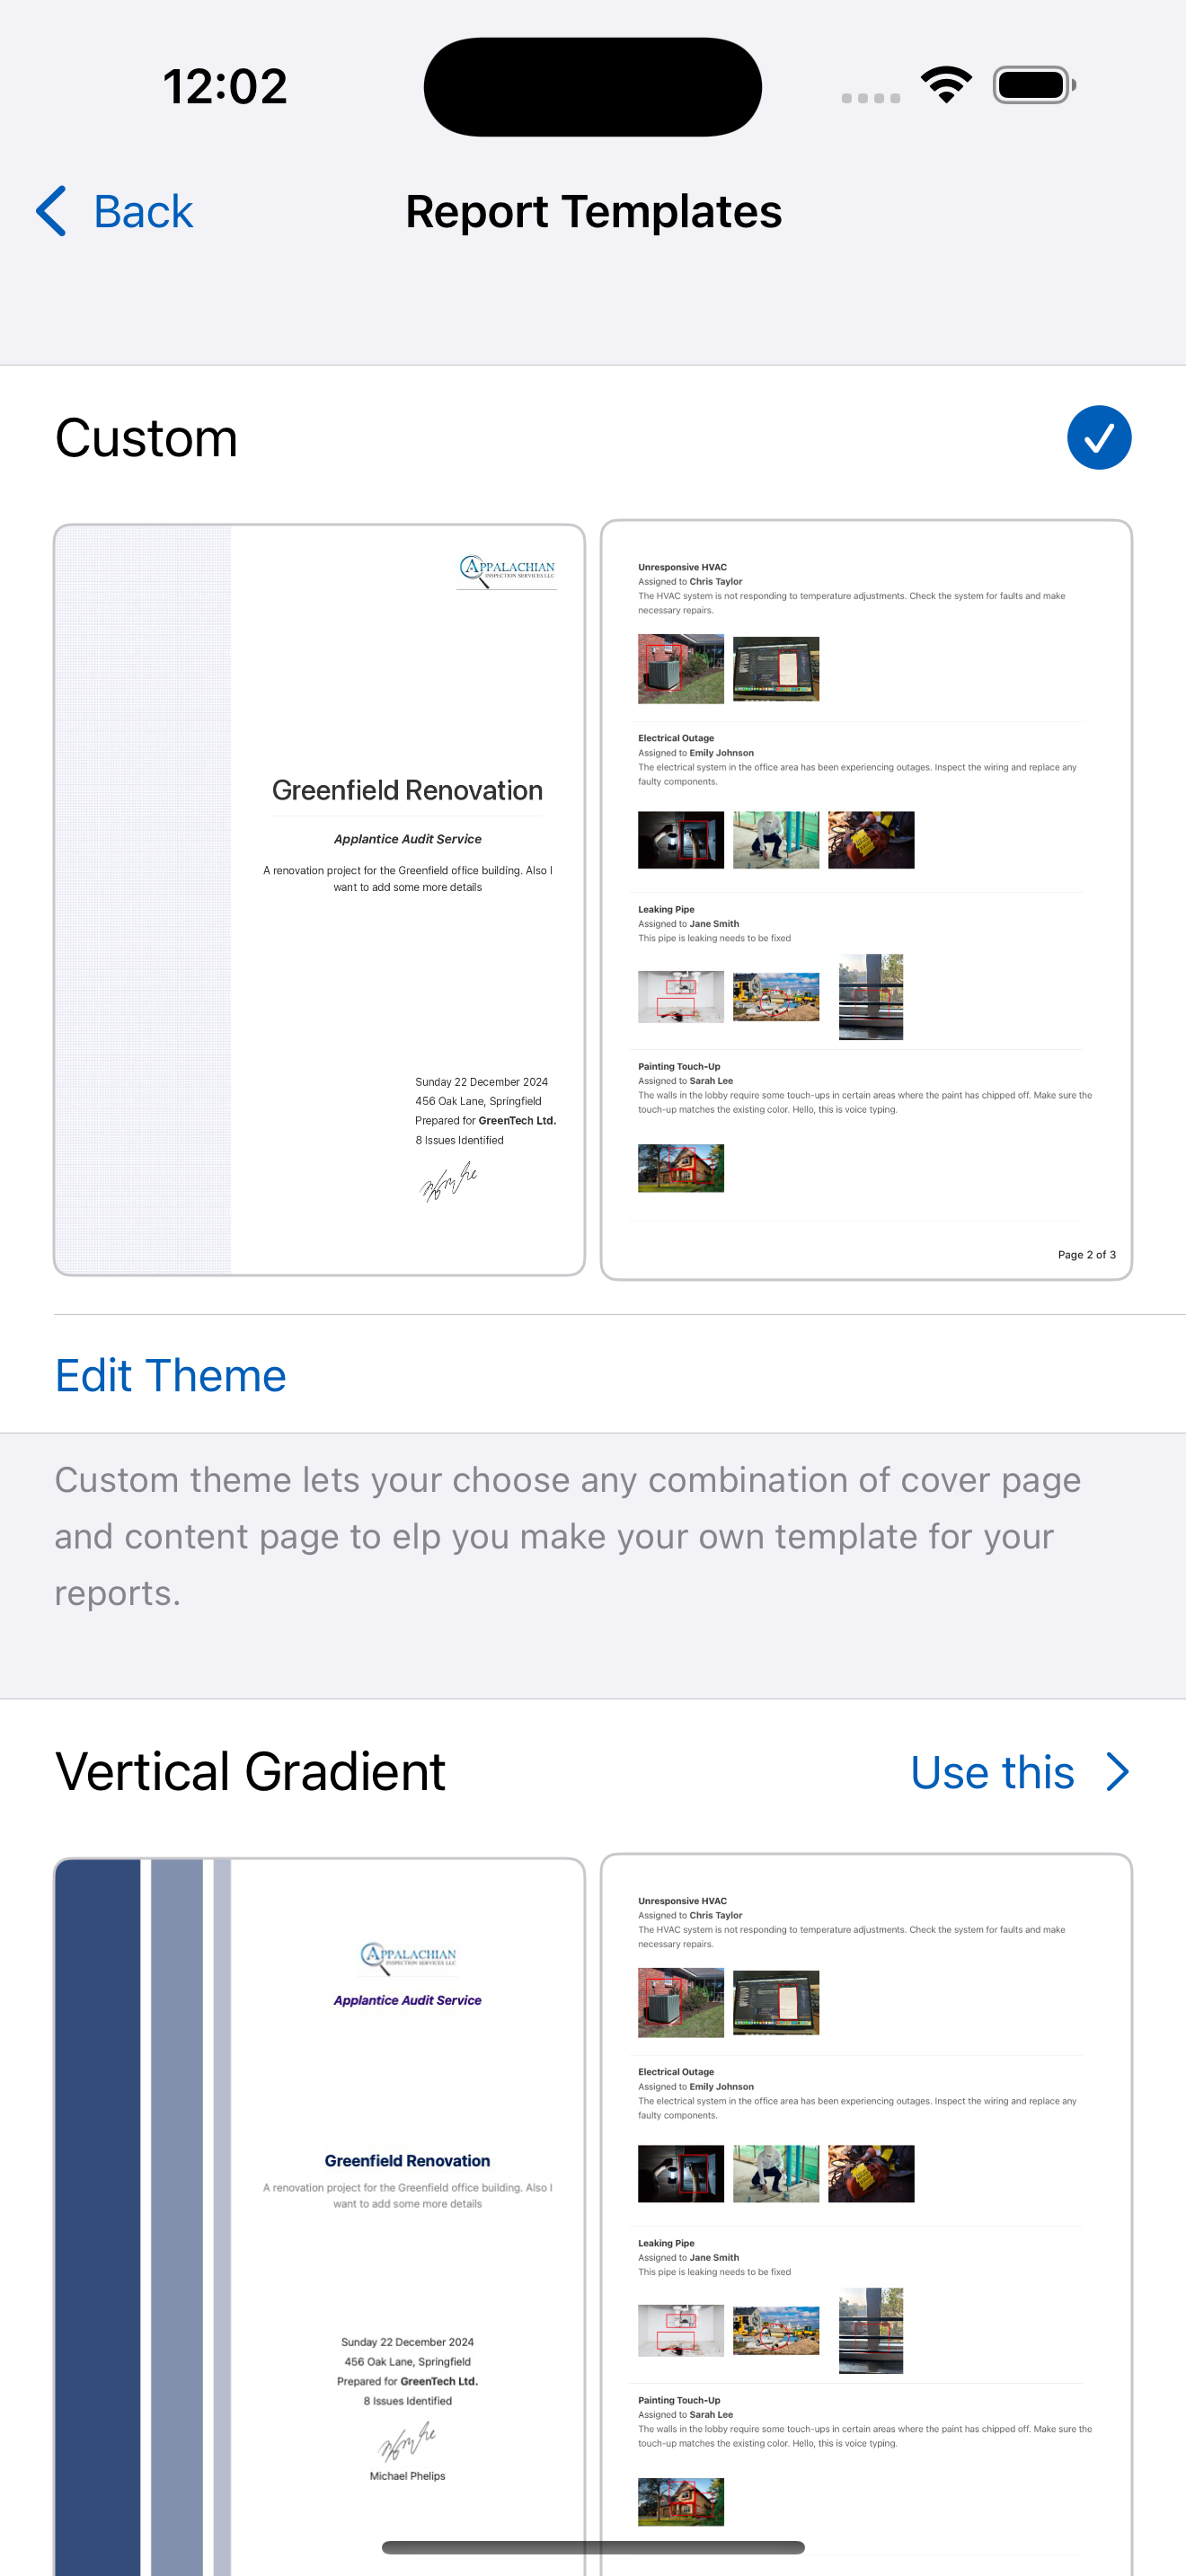 12:02
Back
Report Templates
Custom
APPALACHIAN
INSPECTION SERVICES LLC
Greenfield Renovation
Applantice Audit Service
A renovation project for the Greenfield office building. Also I
want to add some more details
Sunday 22 December 2024
456 Oak Lane, Springfield
Prepared for GreenTech Ltd.
8 Issues Identified
Unresponsive HVAC
Assigned to Chris Taylor
The HVAC system is not responding to temperature adjustments. Check the system for faults and make
necessary repairs.
Electrical Outage
Assigned to Emily Johnson
The electrical system in the office area has been experiencing outages. Inspect the wiring and replace any
faulty components.
Leaking Pipe
Assigned to Jane Smith
This pipe is leaking needs to be fixed
Painting Touch-Up
Assigned to Sarah Lee
The walls in the lobby require some touch-ups in certain areas where the paint has chipped off. Make sure the
touch-up matches the existing color. Hello, this is voice typing.
Page 2 of 3
Edit Theme
Custom theme lets your choose any combination of cover page
and content page to elp you make your own template for your
reports.
Vertical Gradient
Use this
APPALACHIAN
INSPECTION SERVICES LLC
Applantice Audit Service
Greenfield Renovation
A renovation project for the Greenfield office building. Also I
want to add some more details
Sunday 22 December 2024
456 Oak Lane, Springfield
Prepared for GreenTech Ltd.
8 Issues Identified
Michael Phelips
Unresponsive HVAC
Assigned to Chris Taylor
The HVAC system is not responding to temperature adjustments. Check the system for faults and make
necessary repairs.
Electrical Outage
Assigned to Emily Johnson
The electrical system in the office area has been experiencing outages. Inspect the wiring and replace any
faulty components.
Leaking Pipe
Assigned to Jane Smith
This pipe is leaking needs to be fixed
Painting Touch-Up
Assigned to Sarah Lee
The walls in the lobby require some touch-ups in certain areas where the paint has chipped off. Make sure the
touch-up matches the existing color. Hello, this is voice typing.